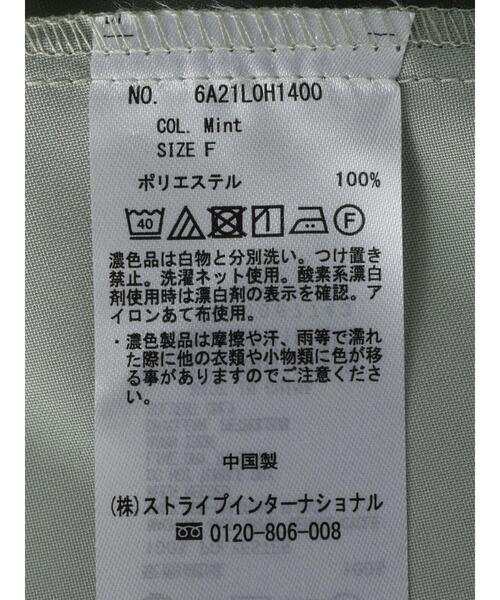 NO. 6A21L0H1400
COL. Mint
SIZE F
ポリエステル 100%
40 F
濃色品は白物と分別洗い。つけ置き
禁止。洗濯ネット使用。酸素系漂白
剤使用時は漂白剤の表示を確認。ア
イロンあて布使用。
・濃色製品は摩擦や汗、雨等で濡れ
た際に他の衣類や小物類に色が移
る事がありますのでご注意くださ
い。
中国製
(株)ストライプインターナショナル
0120-806-008